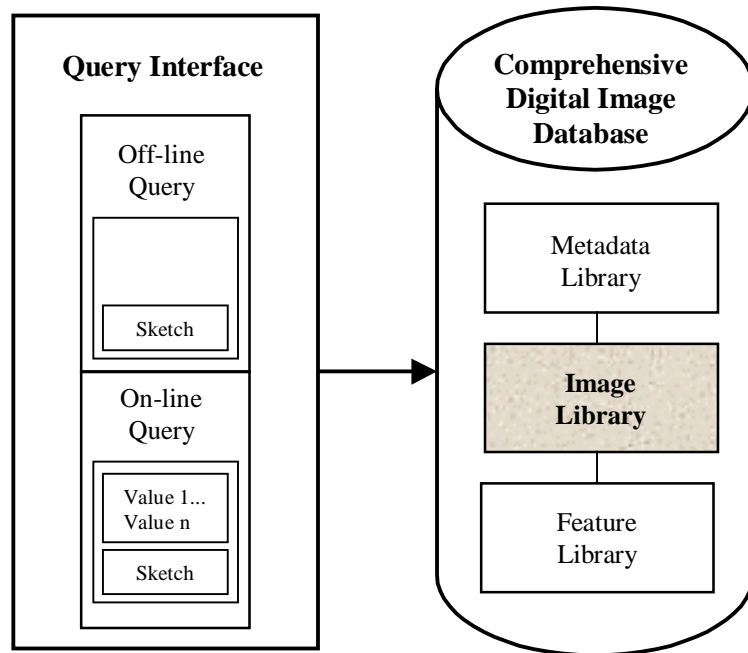 Query Interface
Off-line
Query
Sketch
On-line
Query
Value 1...
Value n
Sketch
Comprehensive
Digital Image
Database
Metadata
Library
Image
Library
Feature
Library